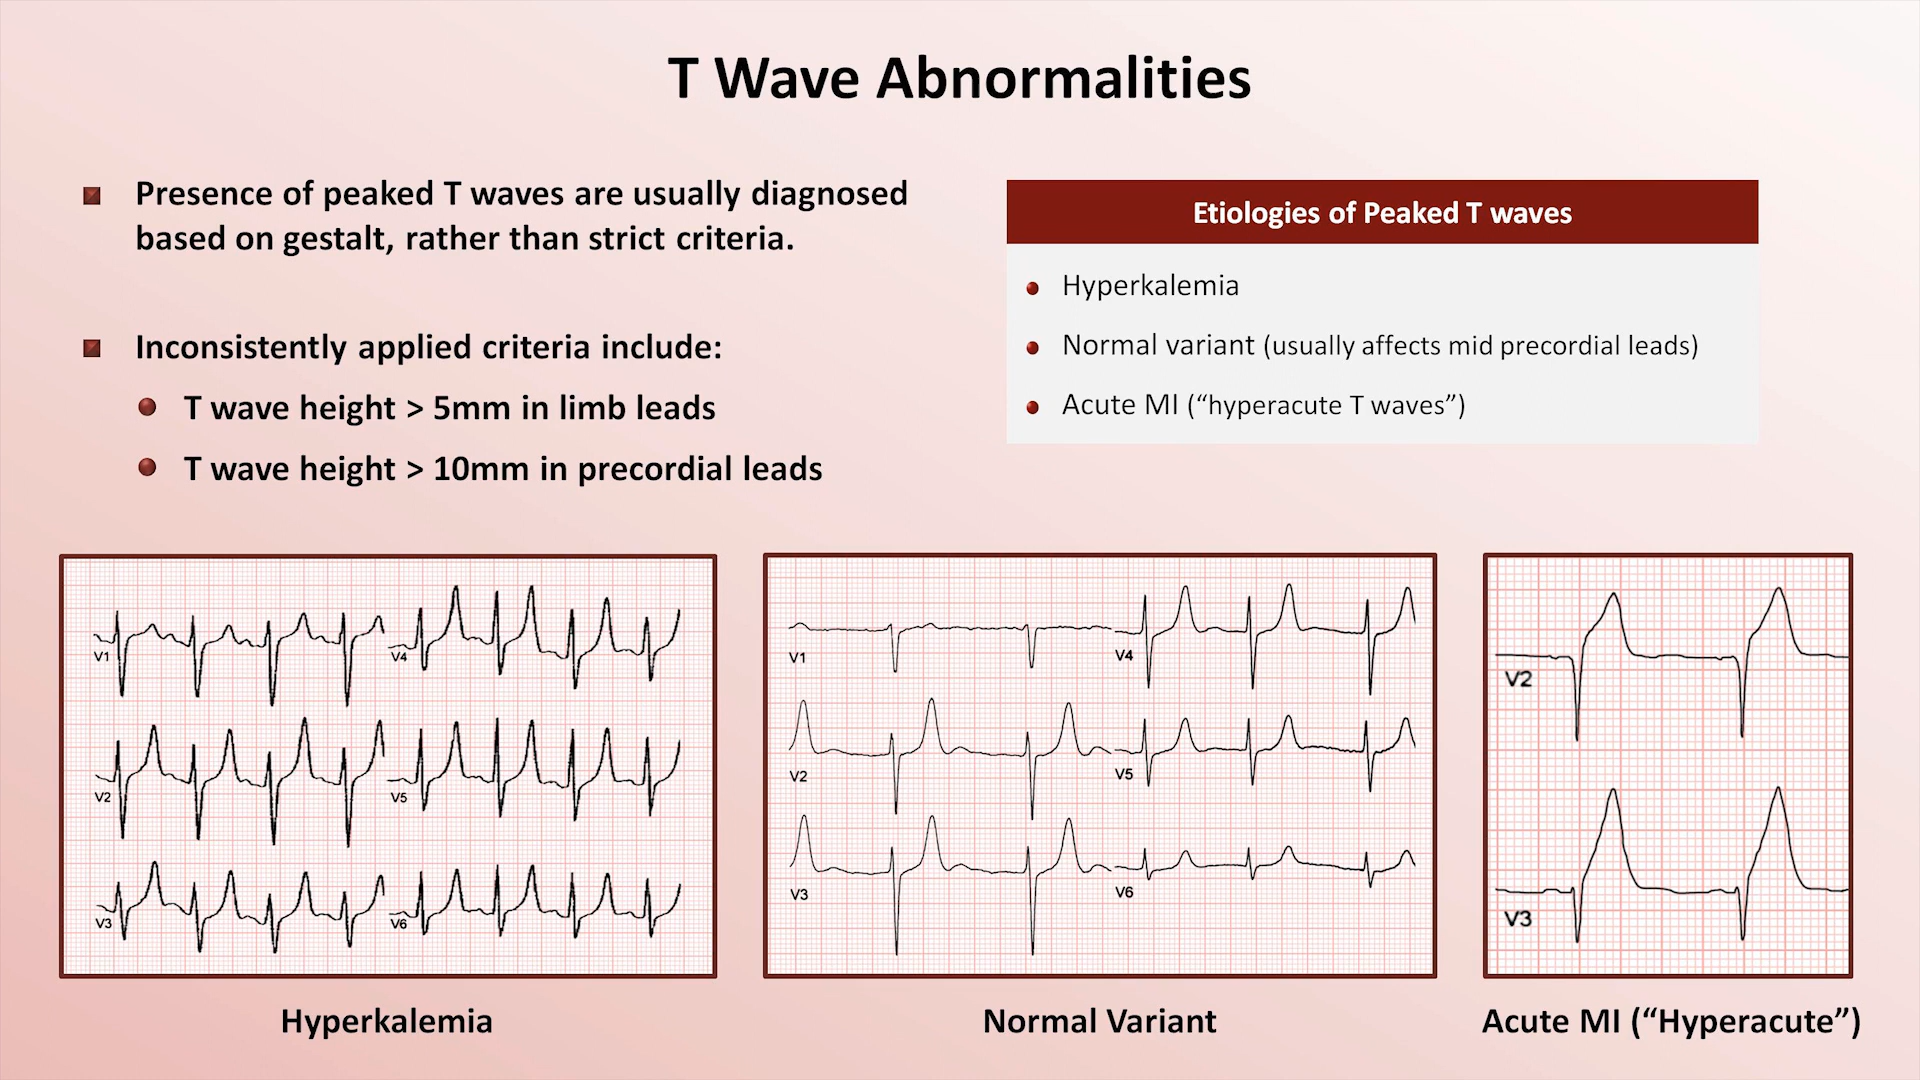 T Wave Abnormalities
Presence of peaked T waves are usually diagnosed
based on gestalt, rather than strict criteria.
Inconsistently applied criteria include:
T wave height > 5mm in limb leads
T wave height > 10mm in precordial leads
Etiologies of Peaked T waves
Hyperkalemia
Normal variant (usually affects mid precordial leads)
Acute MI (“hyperacute T waves”)
V1
V4
V2
V5
V3
V6
Hyperkalemia
V1
V4
V2
V5
V3
V6
Normal Variant
V2
V3
Acute MI (“Hyperacute”)